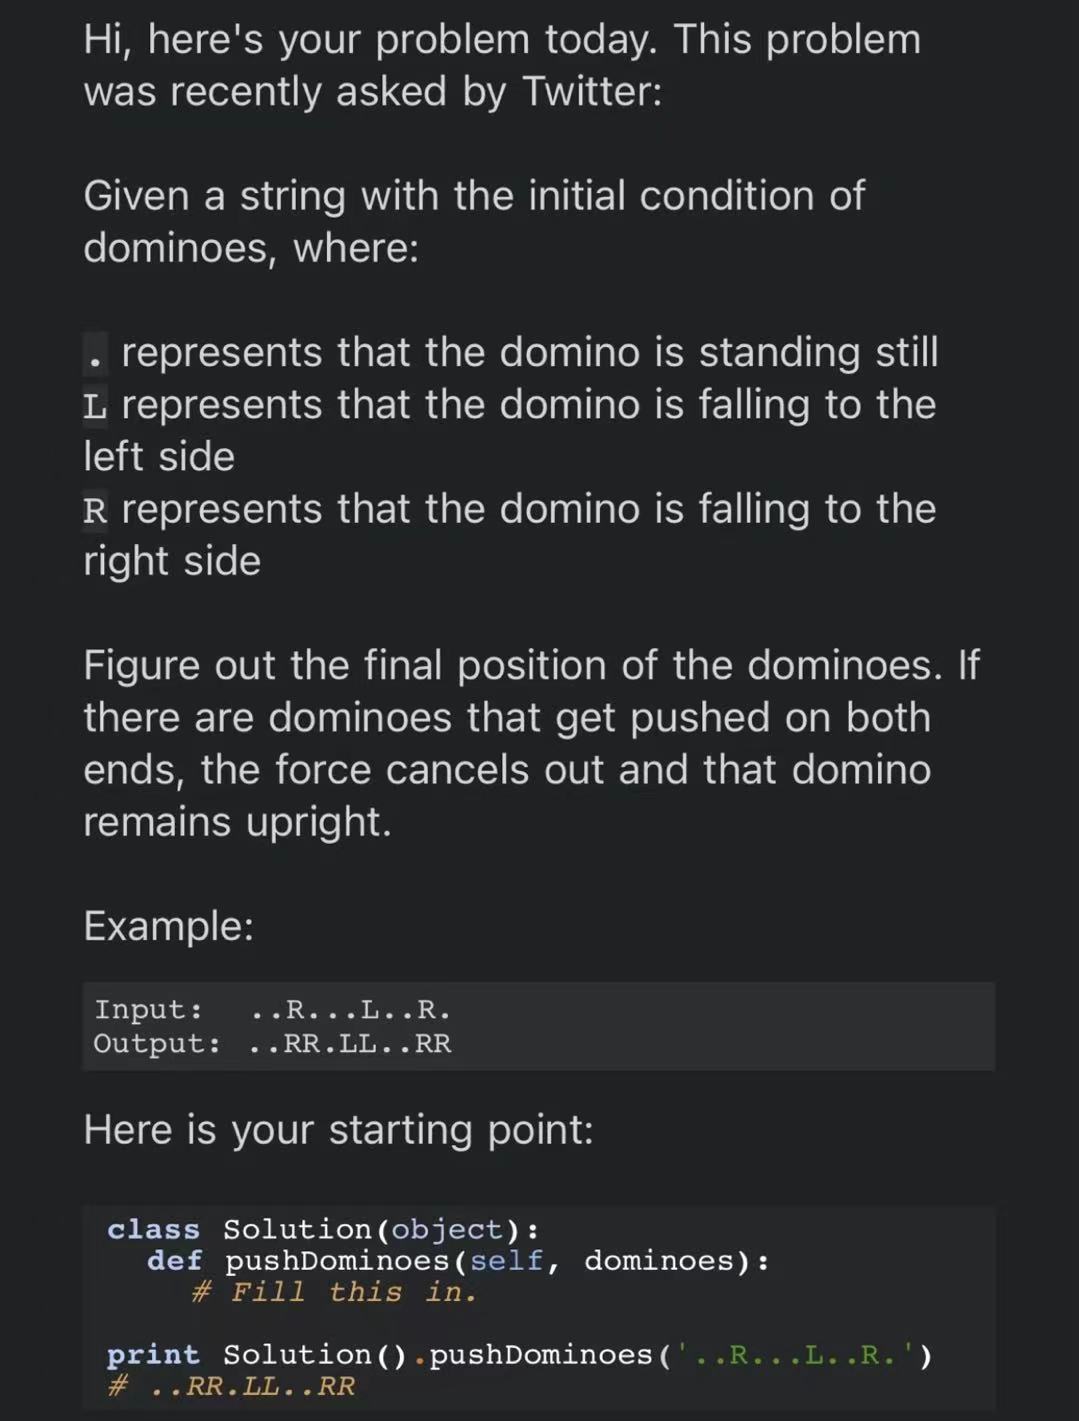 Hi, here's your problem today. This problem
was recently asked by Twitter:
Given a string with the initial condition of
dominoes, where:
. represents that the domino is standing still
L represents that the domino is falling to the
left side
R represents that the domino is falling to the
right side
Figure out the final position of the dominoes. If
there are dominoes that get pushed on both
ends, the force cancels out and that domino
remains upright.
Example:
Input:  ..R...L..R.
Output: ..RR.LL..RR
Here is your starting point:
class Solution(object):
  def pushDominoes(self, dominoes):
    # Fill this in.
print Solution().pushDominoes('..R...L..R.')
# ..RR.LL..RR